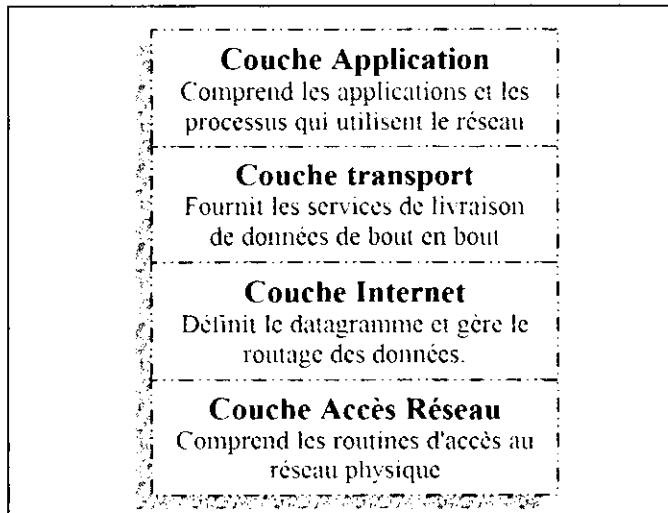 Couche Application
Comprend les applications et les
processus qui utilisent le réseau
Couche transport
Fournit les services de livraison
de données de bout en bout
Couche Internet
Définit le datagramme et gère le
routage des données.
Couche Accès Réseau
Comprend les routines d'accès au
réseau physique